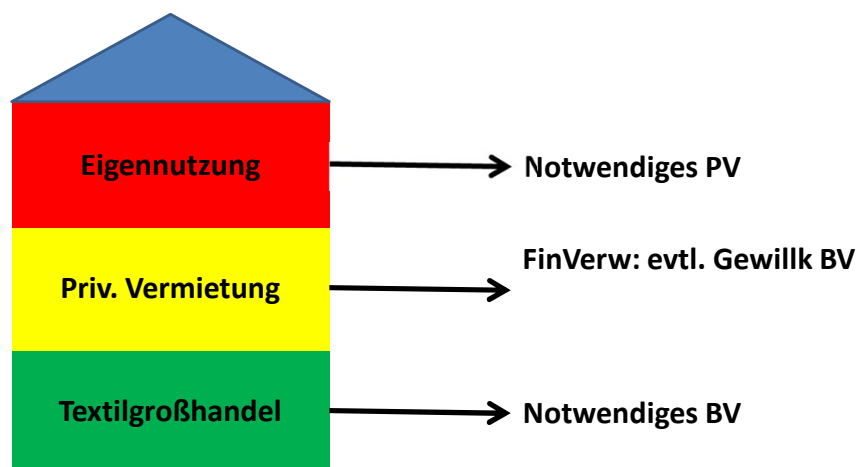 Eigennutzung
Notwendiges PV
FinVerw: evtl. Gewillk BV
Priv. Vermietung
Textilgroßhandel
Notwendiges BV